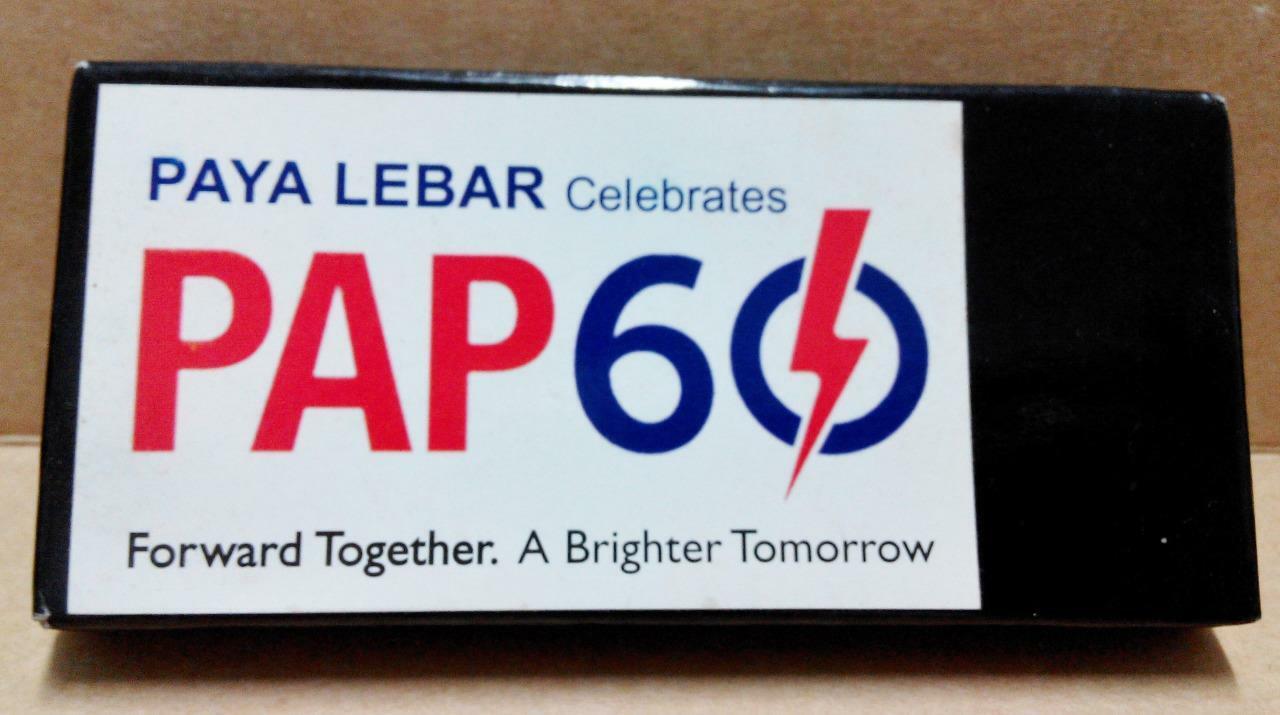 PAYA LEBAR Celebrates
PAP60
Forward Together. A Brighter Tomorrow